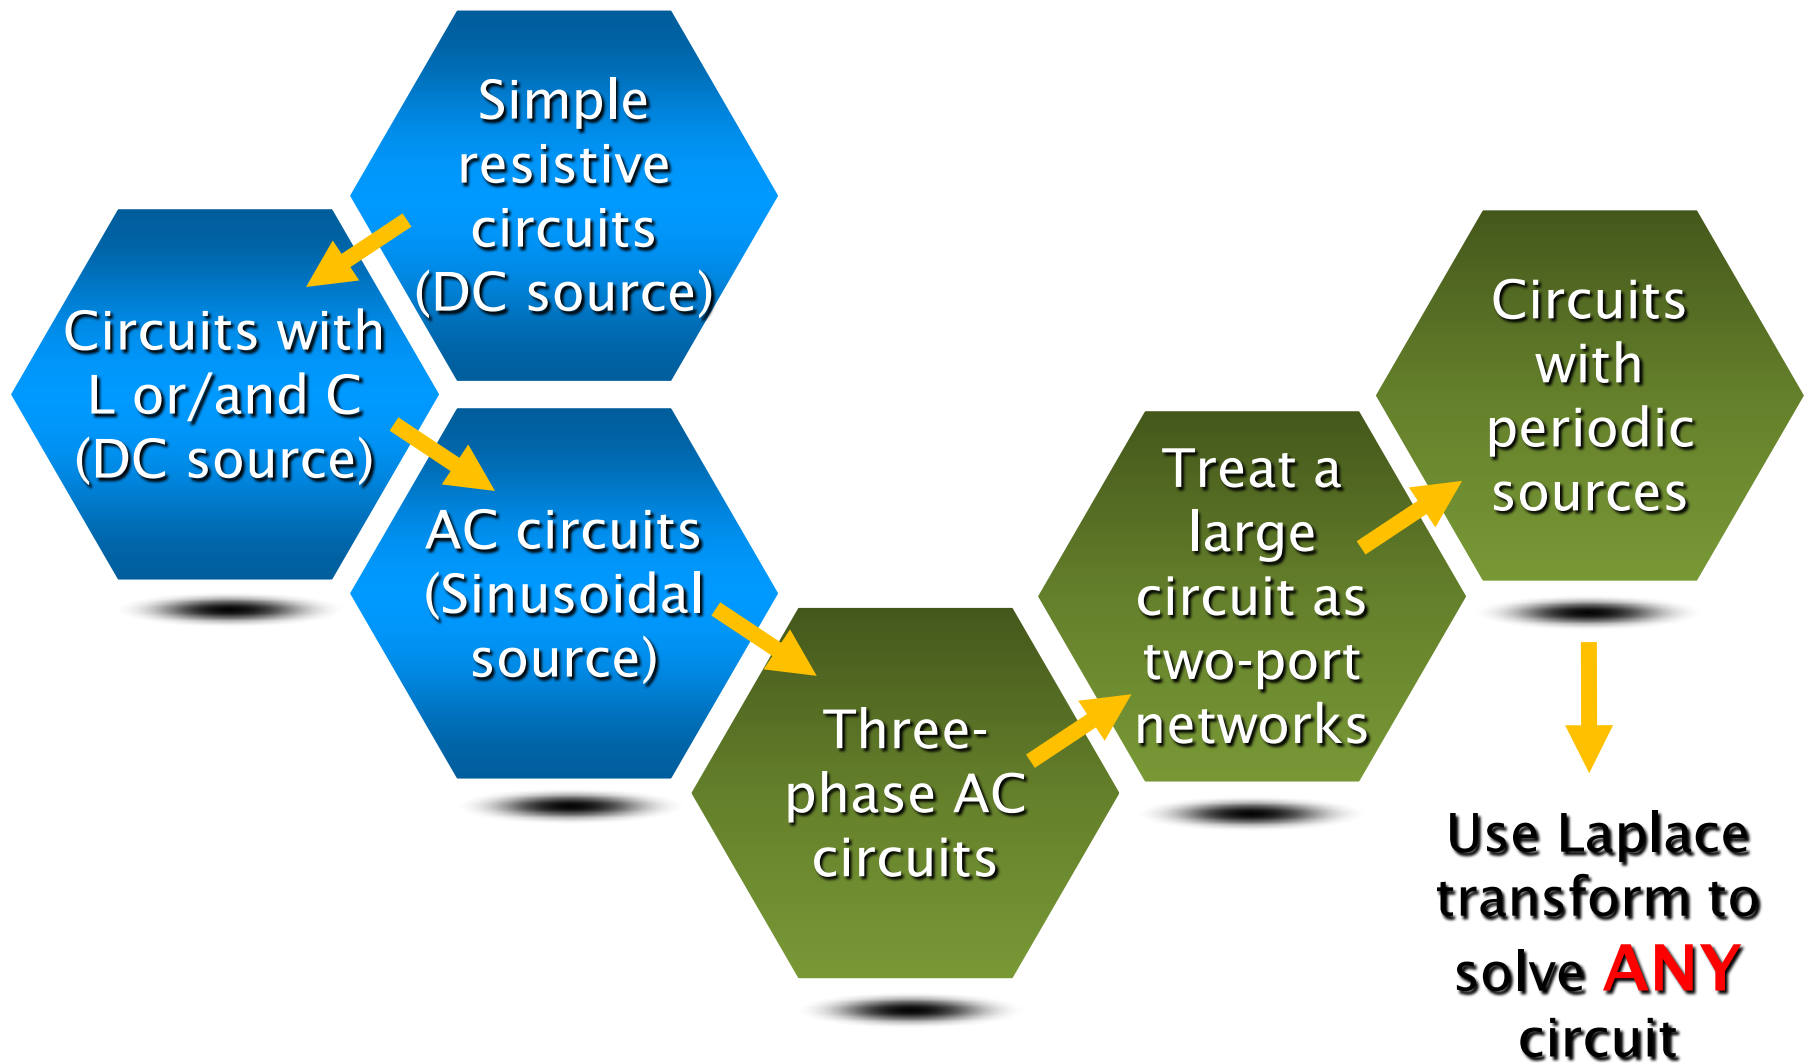 Simple
resistive
circuits
(DC source)
Circuits with
L or/and C
(DC source)
AC circuits
(Sinusoidal
source)
Three-
phase AC
circuits
Treat a
large
circuit as
two-port
networks
Circuits
with
periodic
sources
Use Laplace
transform to
solve ANY
circuit